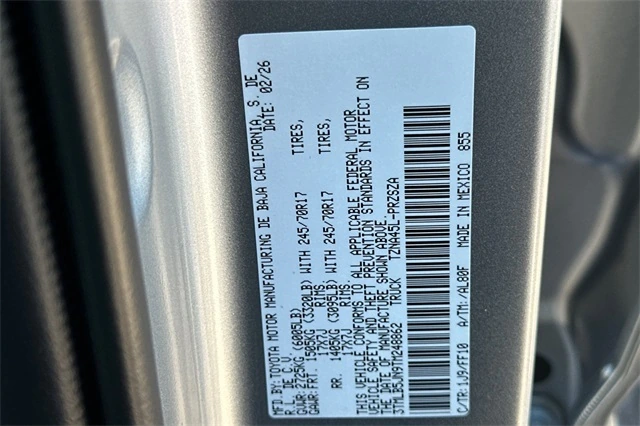 MFD. BY: TOYOTA MOTOR MANUFACTURING DE BAJA CALIFORNIA, S. DE
R.L. DE C.V. DATE: 02/26
GVWR: 2725KG (6005LB)
GAWR: FRT. 1505KG (3320LB) WITH 245/70R17 TIRES,
17X7J RIMS,
RR. 1405KG (3095LB) WITH 245/70R17 TIRES,
17X7J RIMS.
THIS VEHICLE CONFORMS TO ALL APPLICABLE FEDERAL MOTOR
VEHICLE SAFETY AND THEFT PREVENTION STANDARDS IN EFFECT ON
THE DATE OF MANUFACTURE SHOWN ABOVE.
3TMLB5JN9TM248062 TRUCK TZNA45L-PRZSZA
C/TR:1J9/FF10 A/TM:/AL80F MADE IN MEXICO 855